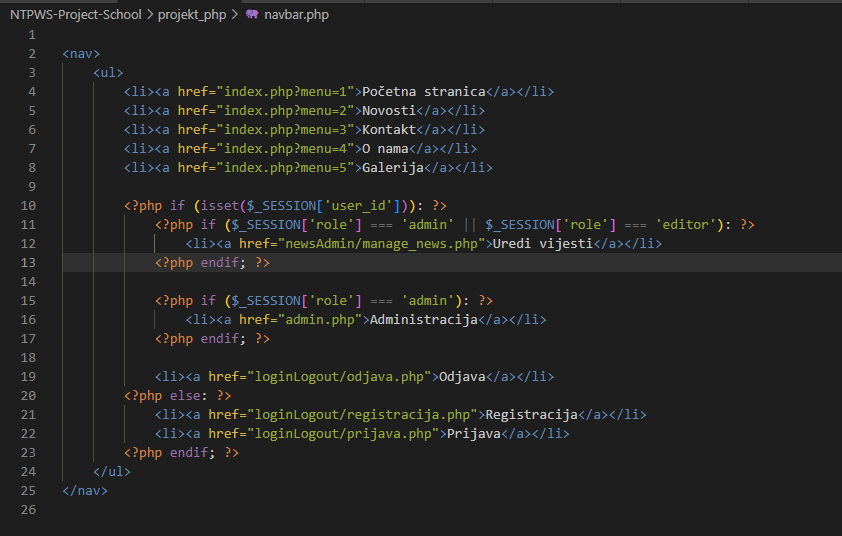 NTPWS-Project-School > projekt_php > navbar.php
1
2 <nav>
3     <ul>
4         <li><a href="index.php?menu=1">Početna stranica</a></li>
5         <li><a href="index.php?menu=2">Novosti</a></li>
6         <li><a href="index.php?menu=3">Kontakt</a></li>
7         <li><a href="index.php?menu=4">O nama</a></li>
8         <li><a href="index.php?menu=5">Galerija</a></li>
9
10         <?php if (isset($_SESSION['user_id'])): ?>
11             <?php if ($_SESSION['role'] === 'admin' || $_SESSION['role'] === 'editor'): ?>
12                 <li><a href="newsAdmin/manage_news.php">Uredi vijesti</a></li>
13             <?php endif; ?>
14
15             <?php if ($_SESSION['role'] === 'admin'): ?>
16                 <li><a href="admin.php">Administracija</a></li>
17             <?php endif; ?>
18
19             <li><a href="loginLogout/odjava.php">Odjava</a></li>
20         <?php else: ?>
21             <li><a href="loginLogout/registracija.php">Registracija</a></li>
22             <li><a href="loginLogout/prijava.php">Prijava</a></li>
23         <?php endif; ?>
24     </ul>
25 </nav>
26